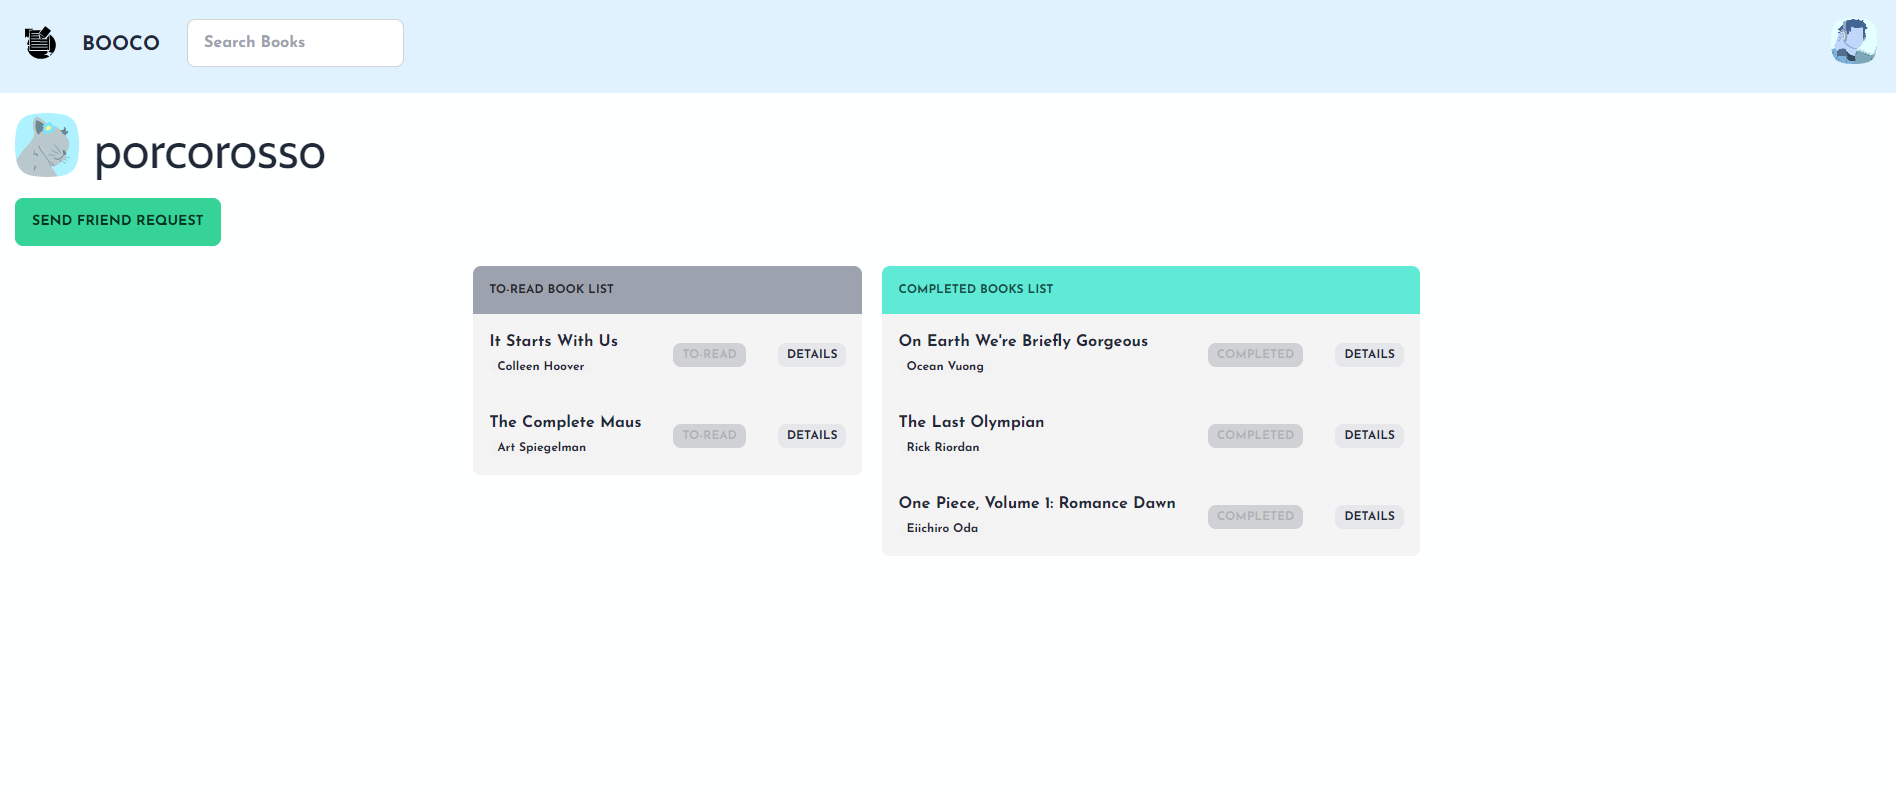 BOOCO
Search Books
porcorosso
SEND FRIEND REQUEST
TO-READ BOOK LIST
It Starts With Us
Colleen Hoover
TO-READ
DETAILS
The Complete Maus
Art Spiegelman
TO-READ
DETAILS
COMPLETED BOOKS LIST
On Earth We're Briefly Gorgeous
Ocean Vuong
COMPLETED
DETAILS
The Last Olympian
Rick Riordan
COMPLETED
DETAILS
One Piece, Volume 1: Romance Dawn
Eiichiro Oda
COMPLETED
DETAILS